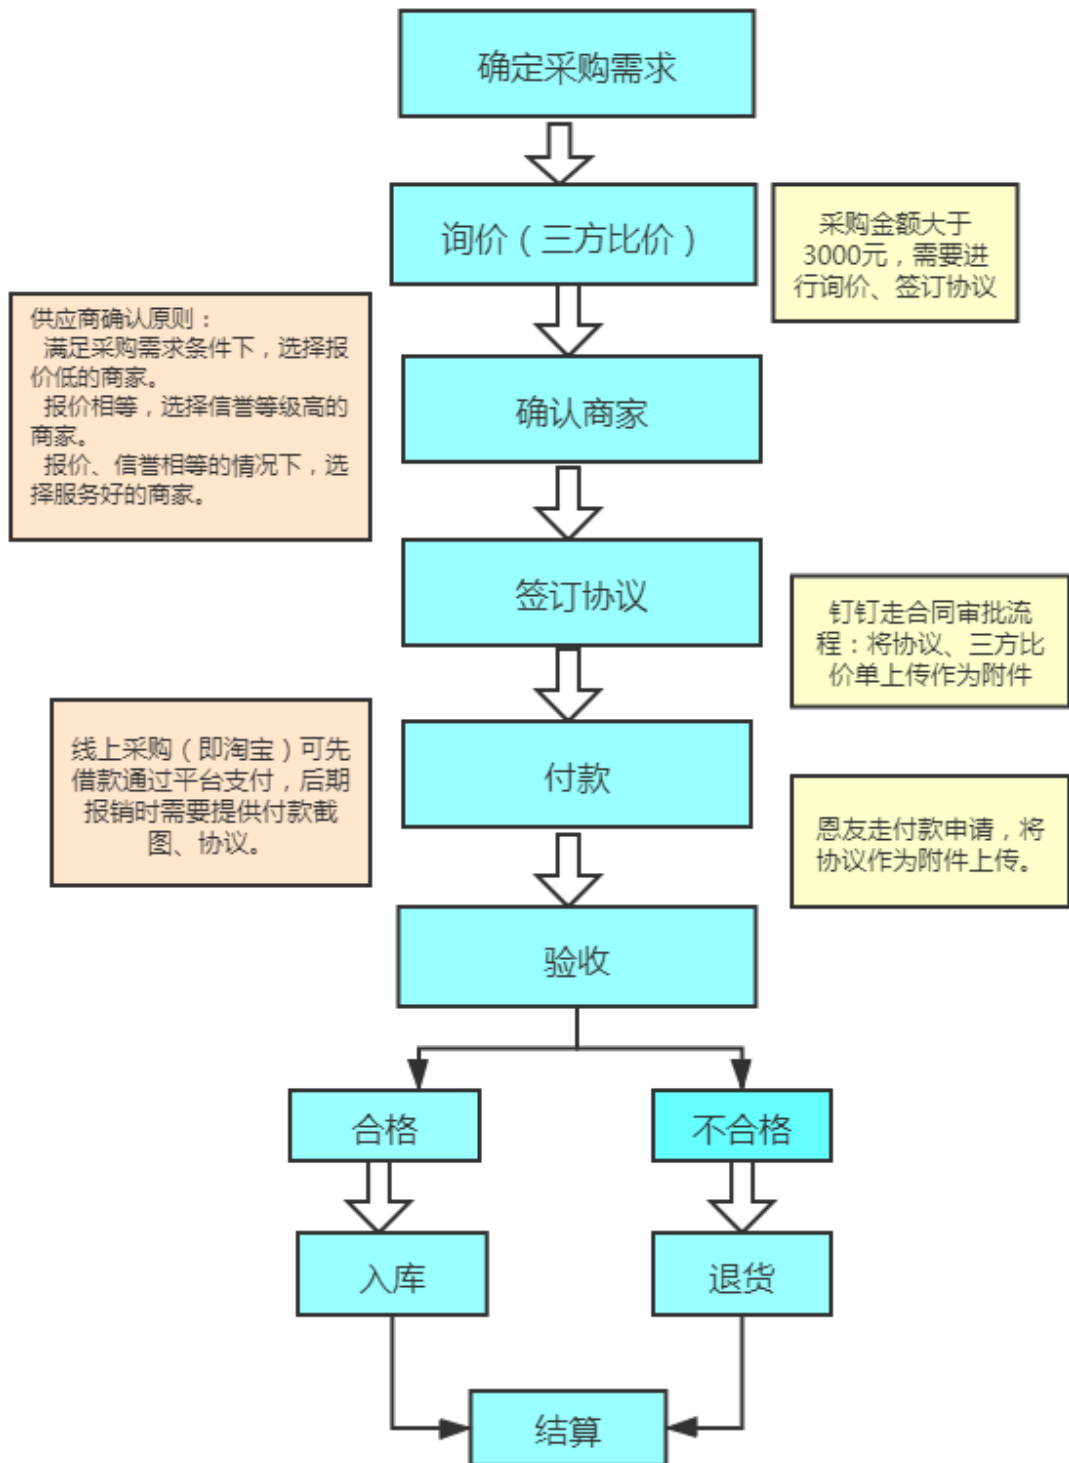 确定采购需求
询价（三方比价）
采购金额大于
3000元，需要进
行询价、签订协议
供应商确认原则：
满足采购需求条件下，选择报
价低的商家。
报价相等，选择信誉等级高的
商家。
报价、信誉相等的情况下，选
择服务好的商家。
确认商家
签订协议
钉钉走合同审批流
程：将协议、三方比
价单上传作为附件
线上采购（即淘宝）可先
借款通过平台支付，后期
报销时需要提供付款截
图、协议。
付款
恩友走付款申请，将
协议作为附件上传。
验收
合格
不合格
入库
退货
结算